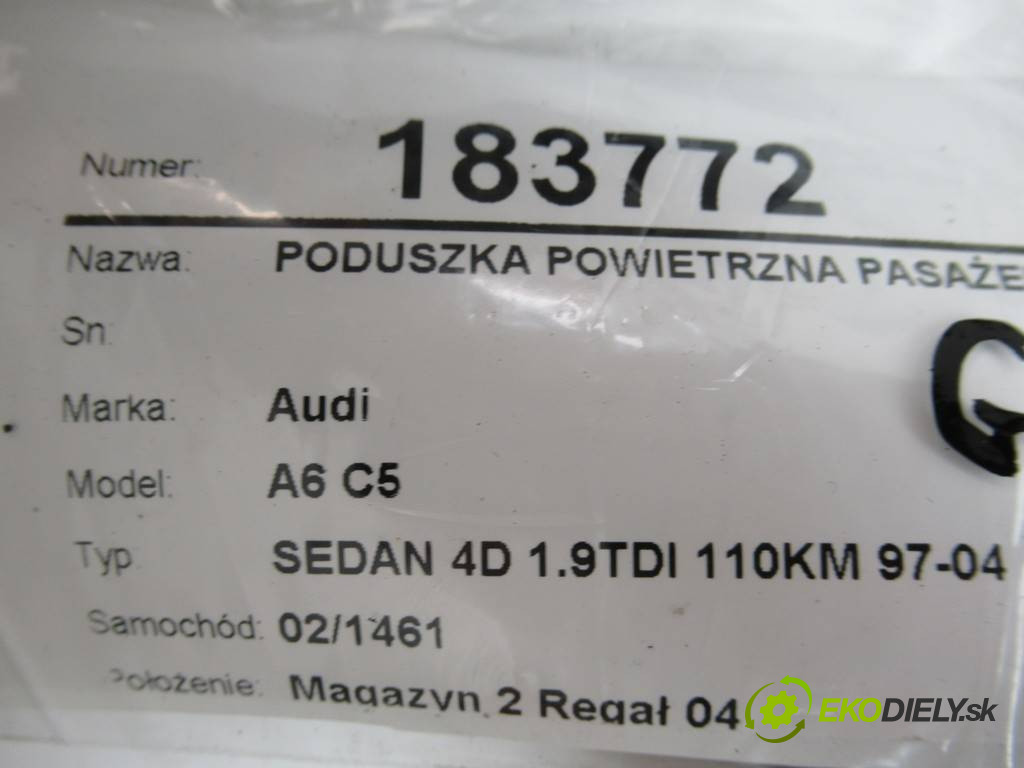 Numer: 183772
Nazwa: PODUSZKA POWIETRZNA PASAŻE
Sn:
Marka: Audi
Model: A6 C5
Typ: SEDAN 4D 1.9TDI 110KM 97-04
Samochód: 02/1461
Położenie: Magazyn 2 Regał 04
EKODIELY.sk